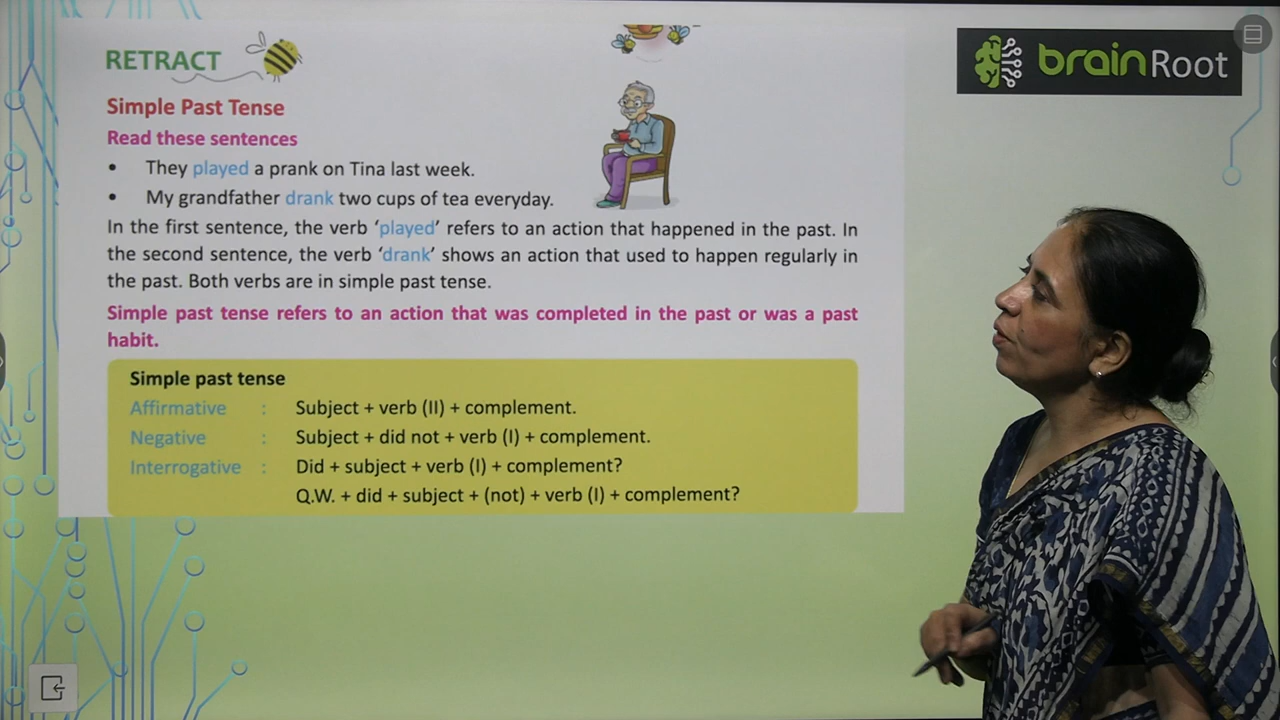 RETRACT
brainRoot
Simple Past Tense
Read these sentences
• They played a prank on Tina last week.
• My grandfather drank two cups of tea everyday.
In the first sentence, the verb ‘played’ refers to an action that happened in the past. In
the second sentence, the verb ‘drank’ shows an action that used to happen regularly in
the past. Both verbs are in simple past tense.
Simple past tense refers to an action that was completed in the past or was a past
habit.
Simple past tense
Affirmative : Subject + verb (II) + complement.
Negative : Subject + did not + verb (I) + complement.
Interrogative : Did + subject + verb (I) + complement?
Q.W. + did + subject + (not) + verb (I) + complement?